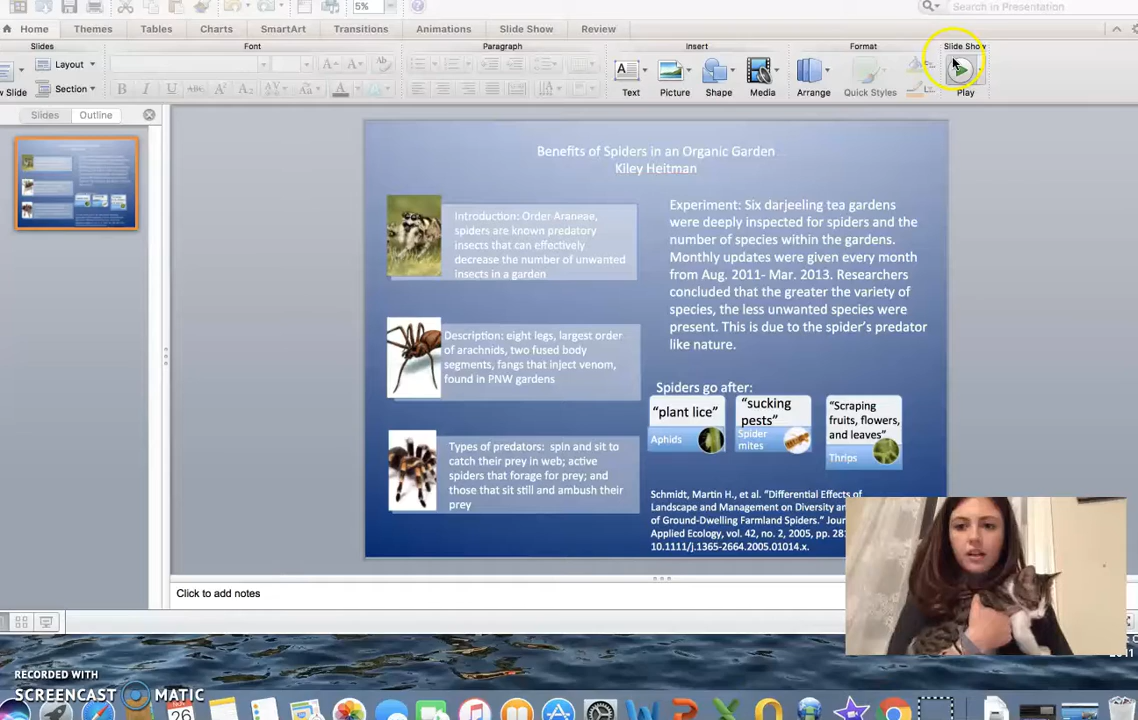 5%
Search in Presentation
Home
Themes
Tables
Charts
SmartArt
Transitions
Animations
Slide Show
Review
Slides
Font
Paragraph
Insert
Format
Slide Show
Layout
Section
Slide
Text
Picture
Shape
Media
Arrange
Quick Styles
Play
Slides
Outline
Benefits of Spiders in an Organic Garden
Kiley Heitman
Introduction: Order Araneae,
spiders are known predatory
insects that can effectively
decrease the number of unwanted
insects in a garden
Description: eight legs, largest order
of arachnids, two fused body
segments, fangs that inject venom,
found in PNW gardens
Types of predators: spin and sit to
catch their prey in web; active
spiders that forage for prey; and
those that sit still and ambush their
prey
Experiment: Six darjeeling tea gardens
were deeply inspected for spiders and the
number of species within the gardens.
Monthly updates were given every month
from Aug. 2011- Mar. 2013. Researchers
concluded that the greater the variety of
species, the less unwanted species were
present. This is due to the spider's predator
like nature.
Spiders go after:
"plant lice"
Aphids
"sucking
pests"
Spider
mites
"Scraping
fruits, flowers,
and leaves"
Thrips
Schmidt, Martin H., et al. "Differential Effects of
Landscape and Management on Diversity
of Ground-Dwelling Farmland Spiders."
Applied Ecology, vol. 42, no. 2, 2005, pp.
10.1111/j.1365-2664.2005.01014.x.
Click to add notes
2011
RECORDED WITH
SCREENCAST MATIC
NOV
26